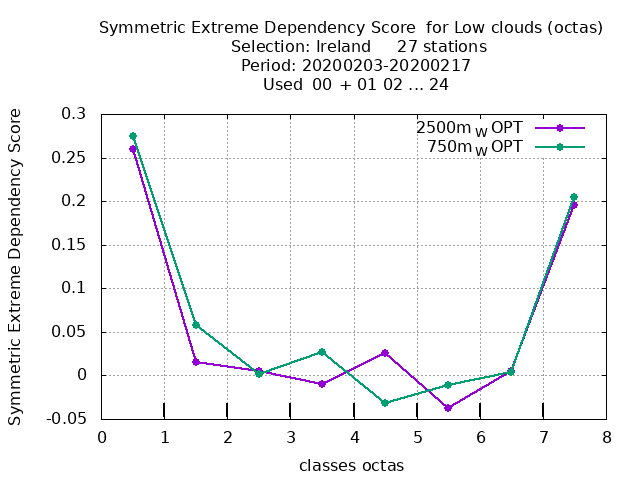 Symmetric Extreme Dependency Score for Low clouds (octas)
Selection: Ireland 27 stations
Period: 20200203-20200217
Used 00 + 01 02 ... 24
2500m W OPT
750m W OPT
Symmetric Extreme Dependency Score
0.3
0.25
0.2
0.15
0.1
0.05
0
-0.05
0 1 2 3 4 5 6 7 8
classes octas